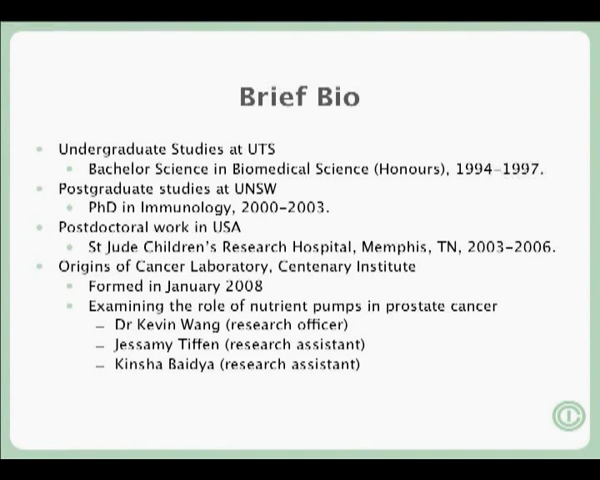 Brief Bio
Undergraduate Studies at UTS
Bachelor Science in Biomedical Science (Honours), 1994-1997.
Postgraduate studies at UNSW
PhD in Immunology, 2000-2003.
Postdoctoral work in USA
St Jude Children's Research Hospital, Memphis, TN, 2003-2006.
Origins of Cancer Laboratory, Centenary Institute
Formed in January 2008
Examining the role of nutrient pumps in prostate cancer
– Dr Kevin Wang (research officer)
– Jessamy Tiffen (research assistant)
– Kinsha Baidya (research assistant)